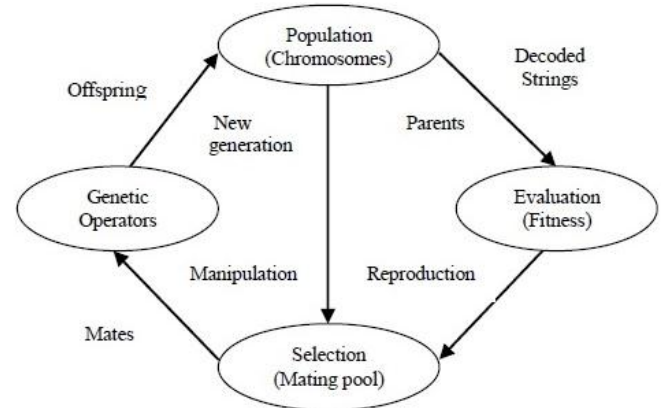 Population
(Chromosomes)
Decoded
Strings
Offspring
New
generation
Parents
Genetic
Operators
Evaluation
(Fitness)
Manipulation
Reproduction
Mates
Selection
(Mating pool)